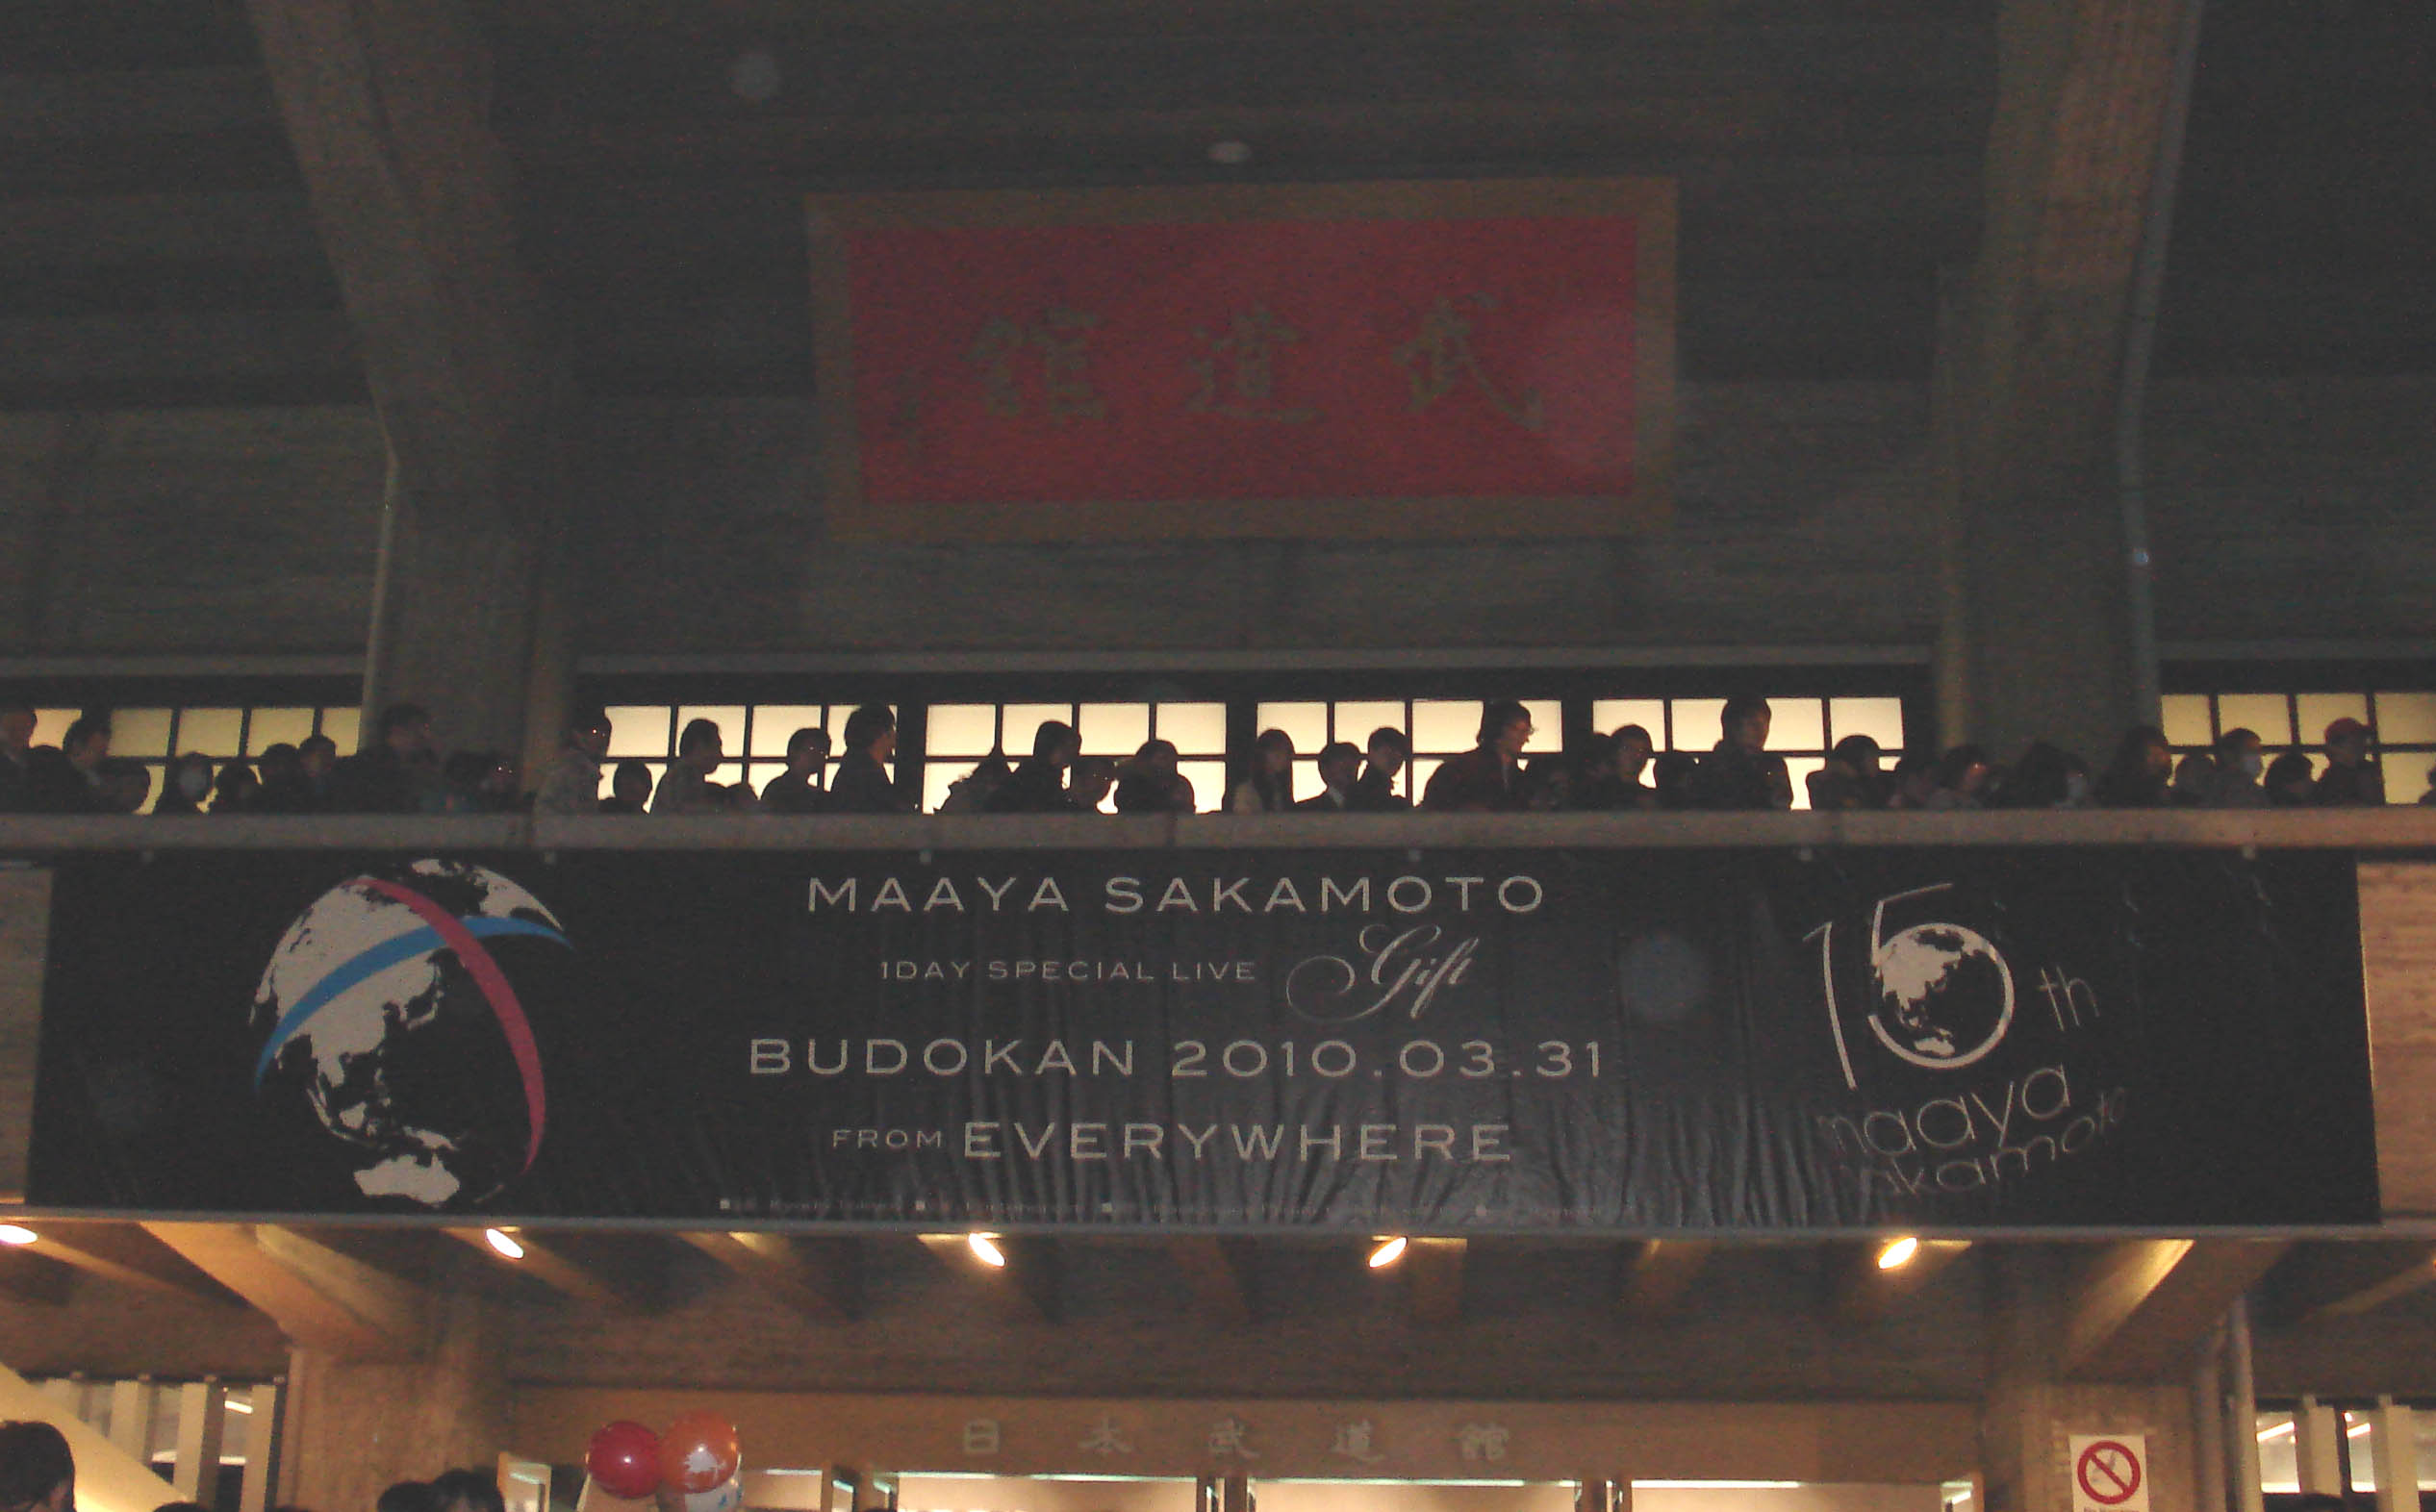 館道武
MAAYA SAKAMOTO
1DAY SPECIAL LIVE Gift
BUDOKAN 2010.03.31
FROM EVERYWHERE
15th
maaya
sakamoto
日本武道館